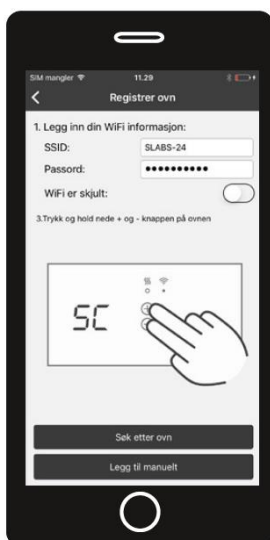 SIM mangler 11.29
Registrer ovn
1. Legg inn din WiFi informasjon:
SSID: SLABS-24
Passord: ••••••••••
WiFi er skjult:
3.Trykk og hold nede + og - knappen på ovnen
SC
Søk etter ovn
Legg til manuelt